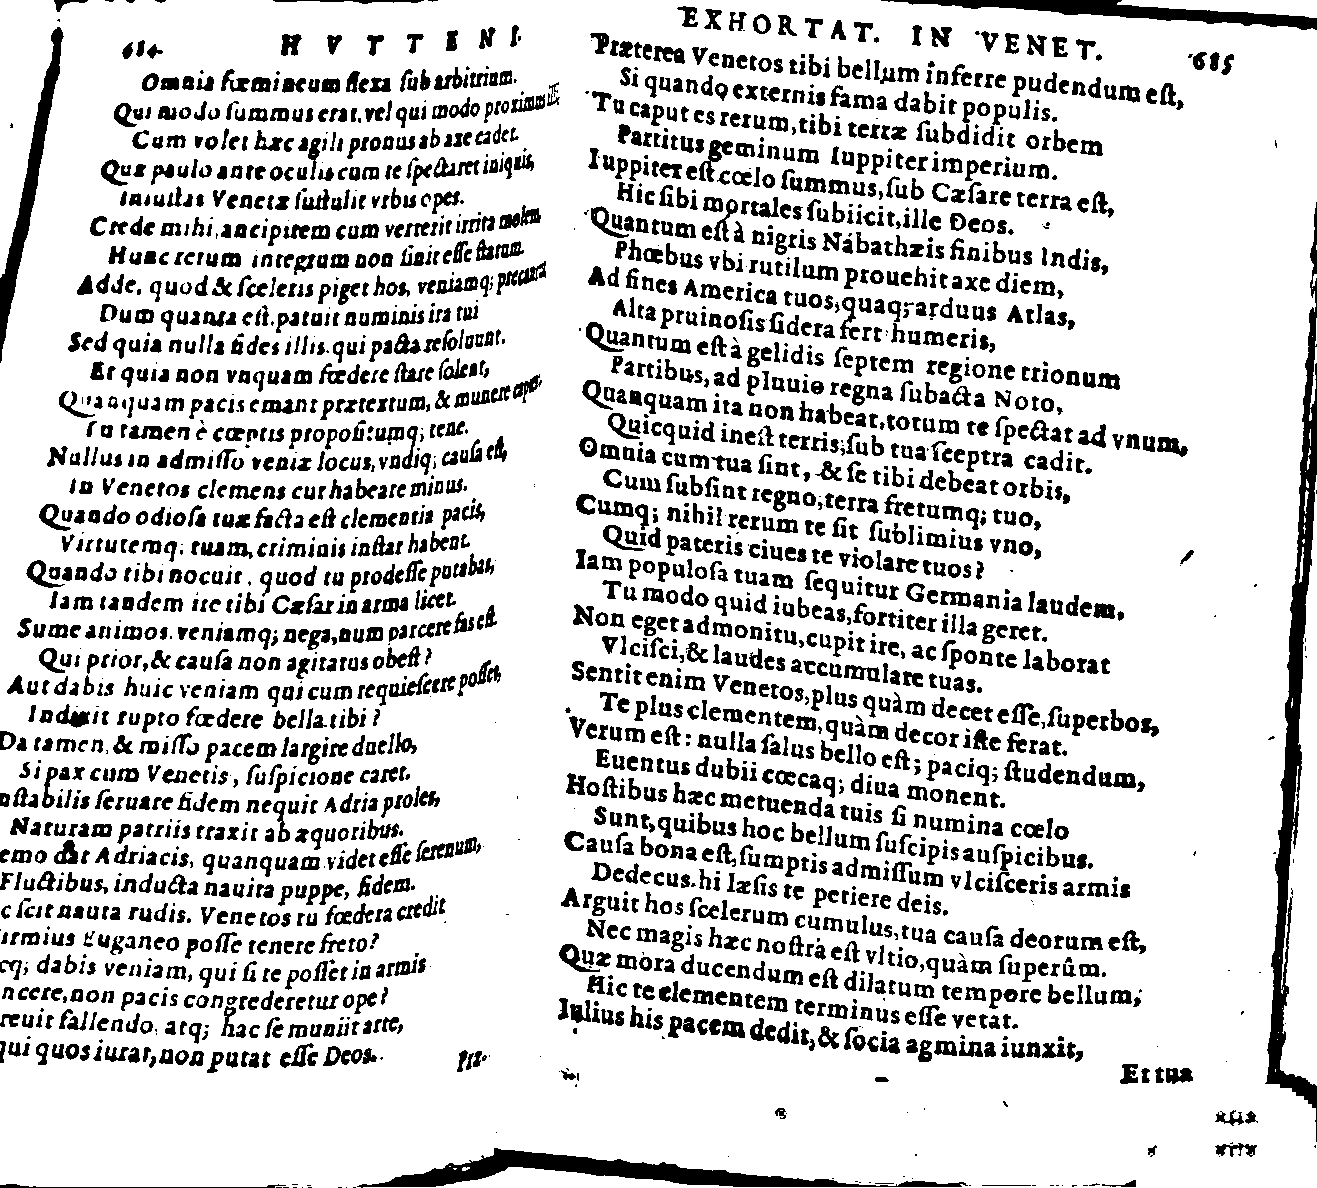 684 HVTTENI
Omnia fœmineum flexa ſub arbitrium.
Qui modo ſummus erat, vel qui modo proximus
Cum volet hæc agili pronus ab axe cadet.
Quæ paulo ante oculis cum te ſpectaret iniquis,
Iniuſtas Venetæ ſuſtulit vrbis opes.
Crede mihi, ancipitem cum verterit irrita molem
Hunc rerum integrum non ſinit eſſe ſtatum.
Adde, quod & ſceleris piget hos, veniamq; precantur
Dum quanta eſt, patuit numinis ira tui
Sed quia nulla fides illis, qui pacta reſoluunt.
Et quia non vnquam fœdere ſtare ſolent,
Quanquam pacis emant prætextum, & munere
Tu tamen è cœptis propoſitumq; tene.
Nullus in admiſſo veniæ locus, vndiq; cauſa eſt,
In Venetos clemens cur habeare minus.
Quando odioſa tuæ facta eſt clementia pacis,
Virtutemq; tuam, criminis inſtar habent.
Quando tibi nocuit, quod tu prodeſſe putabas,
Iam tandem ire tibi Cæſar in arma licet.
Sume animos, veniamq; nega, num parcere fas eſt.
Qui prior, & cauſa non agitatus obeſt?
Aut dabis huic veniam qui cum requieſcere poſſet,
Induxit rupto fœdere bella tibi?
Da tamen, & miſſo pacem largire duello,
Si pax cum Venetis, ſuſpicione caret.
nſtabilis ſeruare fidem nequit Adria proles,
Naturam patriis traxit ab æquoribus.
emo dat Adriacis, quanquam videt eſſe ſerenum,
Fluctibus, inducta nauita puppe, fidem.
c ſcit nauta rudis. Venetos tu fœdera credit
irmius Euganeo poſſe tenere freto?
cq; dabis veniam, qui ſi te poſſet in armis
ncere, non pacis congrederetur ope?
reuit fallendo, atq; hac ſe muniit arte,
qui quos iurat, non putat eſſe Deos.
Præ-
EXHORTAT. IN VENET. 685
Præterea Venetos tibi bellum inferre pudendum eſt,
Si quando externis fama dabit populis.
Tu caput es rerum, tibi terræ ſubdidit orbem
Partitus geminum Iuppiter imperium.
Iuppiter eſt cœlo ſummus, ſub Cæſare terra eſt,
Hic ſibi mortales ſubiicit, ille Deos.
Quantum eſt à nigris Nábathæis finibus Indis,
Phœbus vbi rutilum prouehit axe diem,
Ad fines America tuos, quaq; arduus Atlas,
Alta pruinoſis ſidera fert humeris,
Quantum eſt à gelidis ſeptem regione trionum
Partibus, ad pluuio regna ſubacta Noto,
Quanquam ita non habeat, totum te ſpectat ad vnum,
Quicquid ineſt terris, ſub tua ſceptra cadit.
Omnia cum tua ſint, & ſe tibi debeat orbis,
Cum ſubſint regno, terra fretumq; tuo,
Cumq; nihil rerum te ſit ſublimius vno,
Quid pateris ciues te violare tuos?
Iam populoſa tuam ſequitur Germania laudem,
Tu modo quid iubeas, fortiter illa geret.
Non eget admonitu, cupit ire, ac ſponte laborat
Vlciſci, & laudes accumulare tuas.
Sentit enim Venetos, plus quàm decet eſſe, ſuperbos,
Te plus clementem, quàm decor iſte ferat.
Verum eſt: nulla ſalus bello eſt; paciq; ſtudendum,
Euentus dubii cœcaq; diua monent.
Hoſtibus hæc metuenda tuis ſi numina cœlo
Sunt, quibus hoc bellum ſuſcipis auſpicibus.
Cauſa bona eſt, ſumptis admiſſum vlciſceris armis
Dedecus, hi læſis te petiere deis.
Arguit hos ſcelerum cumulus, tua cauſa deorum eſt,
Nec magis hæc noſtra eſt vltio, quàm ſuperûm.
Quæ mora ducendum eſt dilatum tempore bellum,
Hic te clementem terminus eſſe vetat.
Iulius his pacem dedit, & ſocia agmina iunxit,
Et tua